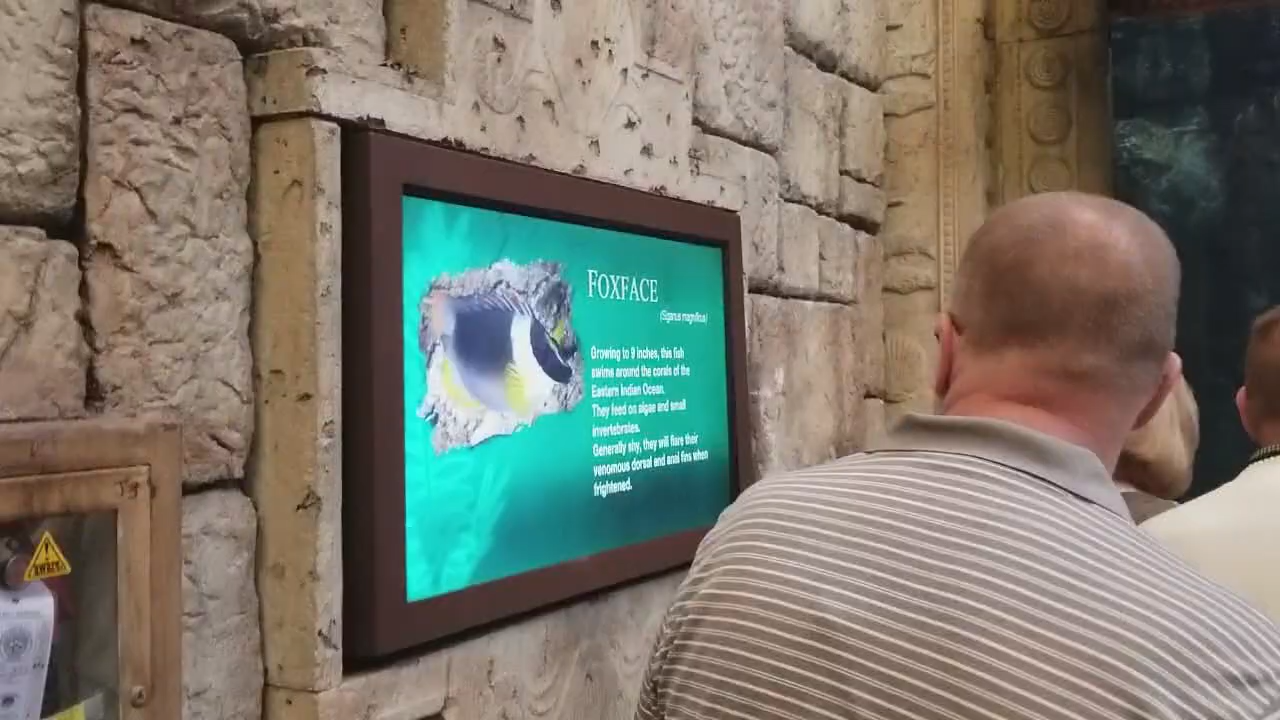 FOXFACE
(Siganus magnificus)
Growing to 9 inches, this fish
swims around the corals of the
Eastern Indian Ocean.
They feed on algae and small
invertebrates.
Generally shy, they will flare their
venomous dorsal and anal fins when
frightened.